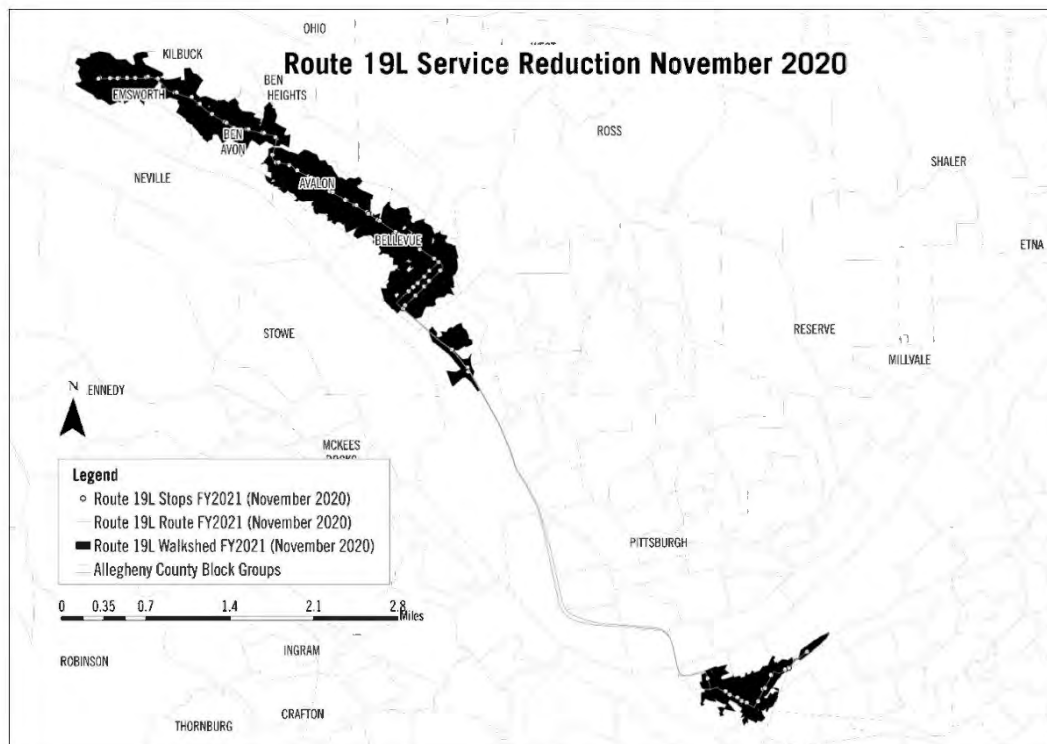 OHIO
KILBUCK
Route 19L Service Reduction November 2020
BEN
HEIGHTS
EMSWORTH
BEN
AVON
ROSS
SHALER
NEVILLE
AVALON
BELLEVUE
ETNA
STOWE
RESERVE
MILLVALE
N
ENNEDY
MCKEES
Legend
Route 19L Stops FY2021 (November 2020)
Route 19L Route FY2021 (November 2020)
Route 19L Walkshed FY2021 (November 2020)
Allegheny County Block Groups
PITTSBURGH
0 0.35 0.7 1.4 2.1 2.8
Miles
ROBINSON
INGRAM
THORNBURG
CRAFTON